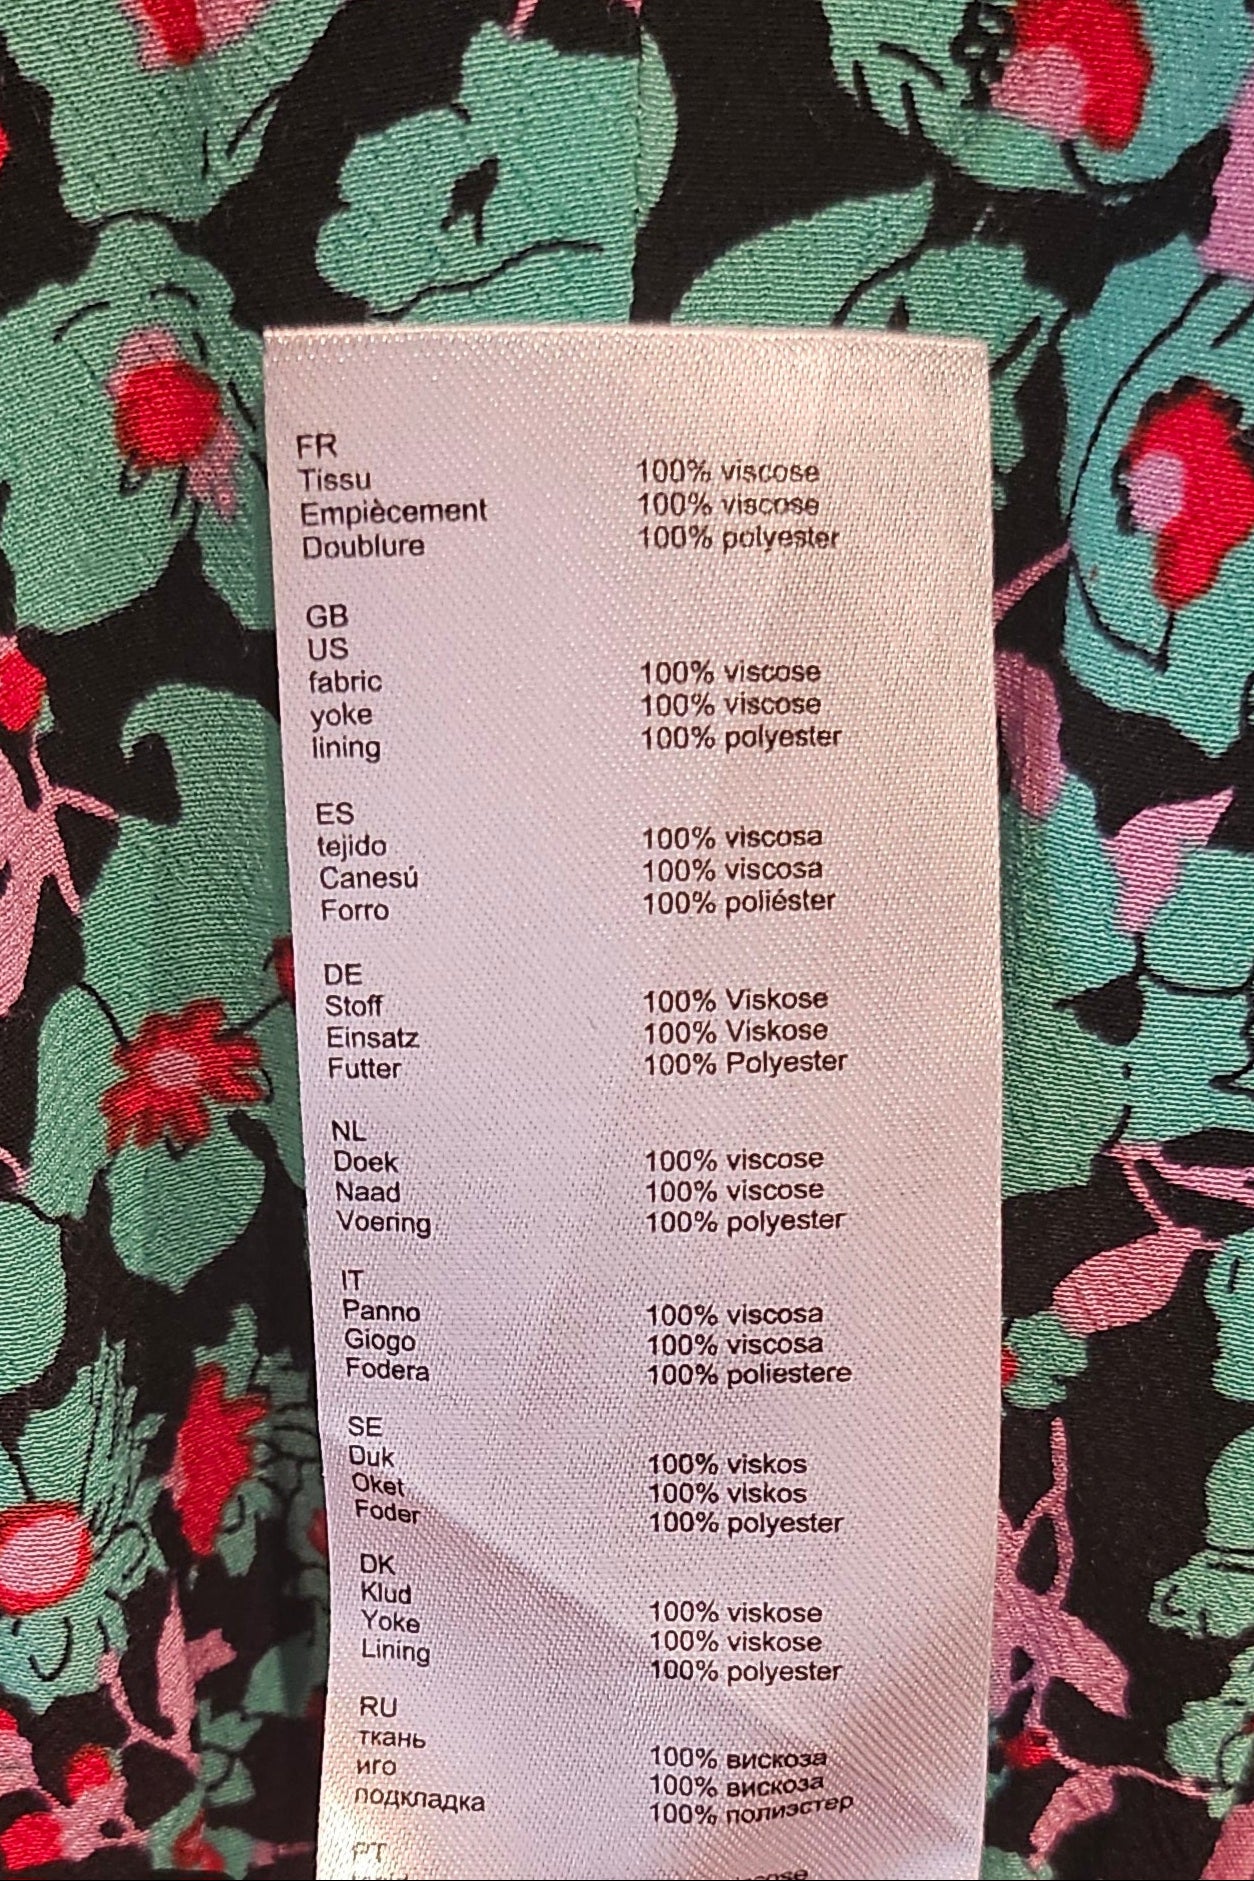 FR
Tissu 100% viscose
Empiècement 100% viscose
Doublure 100% polyester
GB
US
fabric 100% viscose
yoke 100% viscose
lining 100% polyester
ES
tejido 100% viscosa
Canesú 100% viscosa
Forro 100% poliéster
DE
Stoff 100% Viskose
Einsatz 100% Viskose
Futter 100% Polyester
NL
Doek 100% viscose
Naad 100% viscose
Voering 100% polyester
IT
Panno 100% viscosa
Giogo 100% viscosa
Fodera 100% poliestere
SE
Duk 100% viskos
Oket 100% viskos
Foder 100% polyester
DK
Klud 100% viskose
Yoke 100% viskose
Lining 100% polyester
RU
ткань 100% вискоза
иго 100% вискоза
подкладка 100% полиэстер
PT